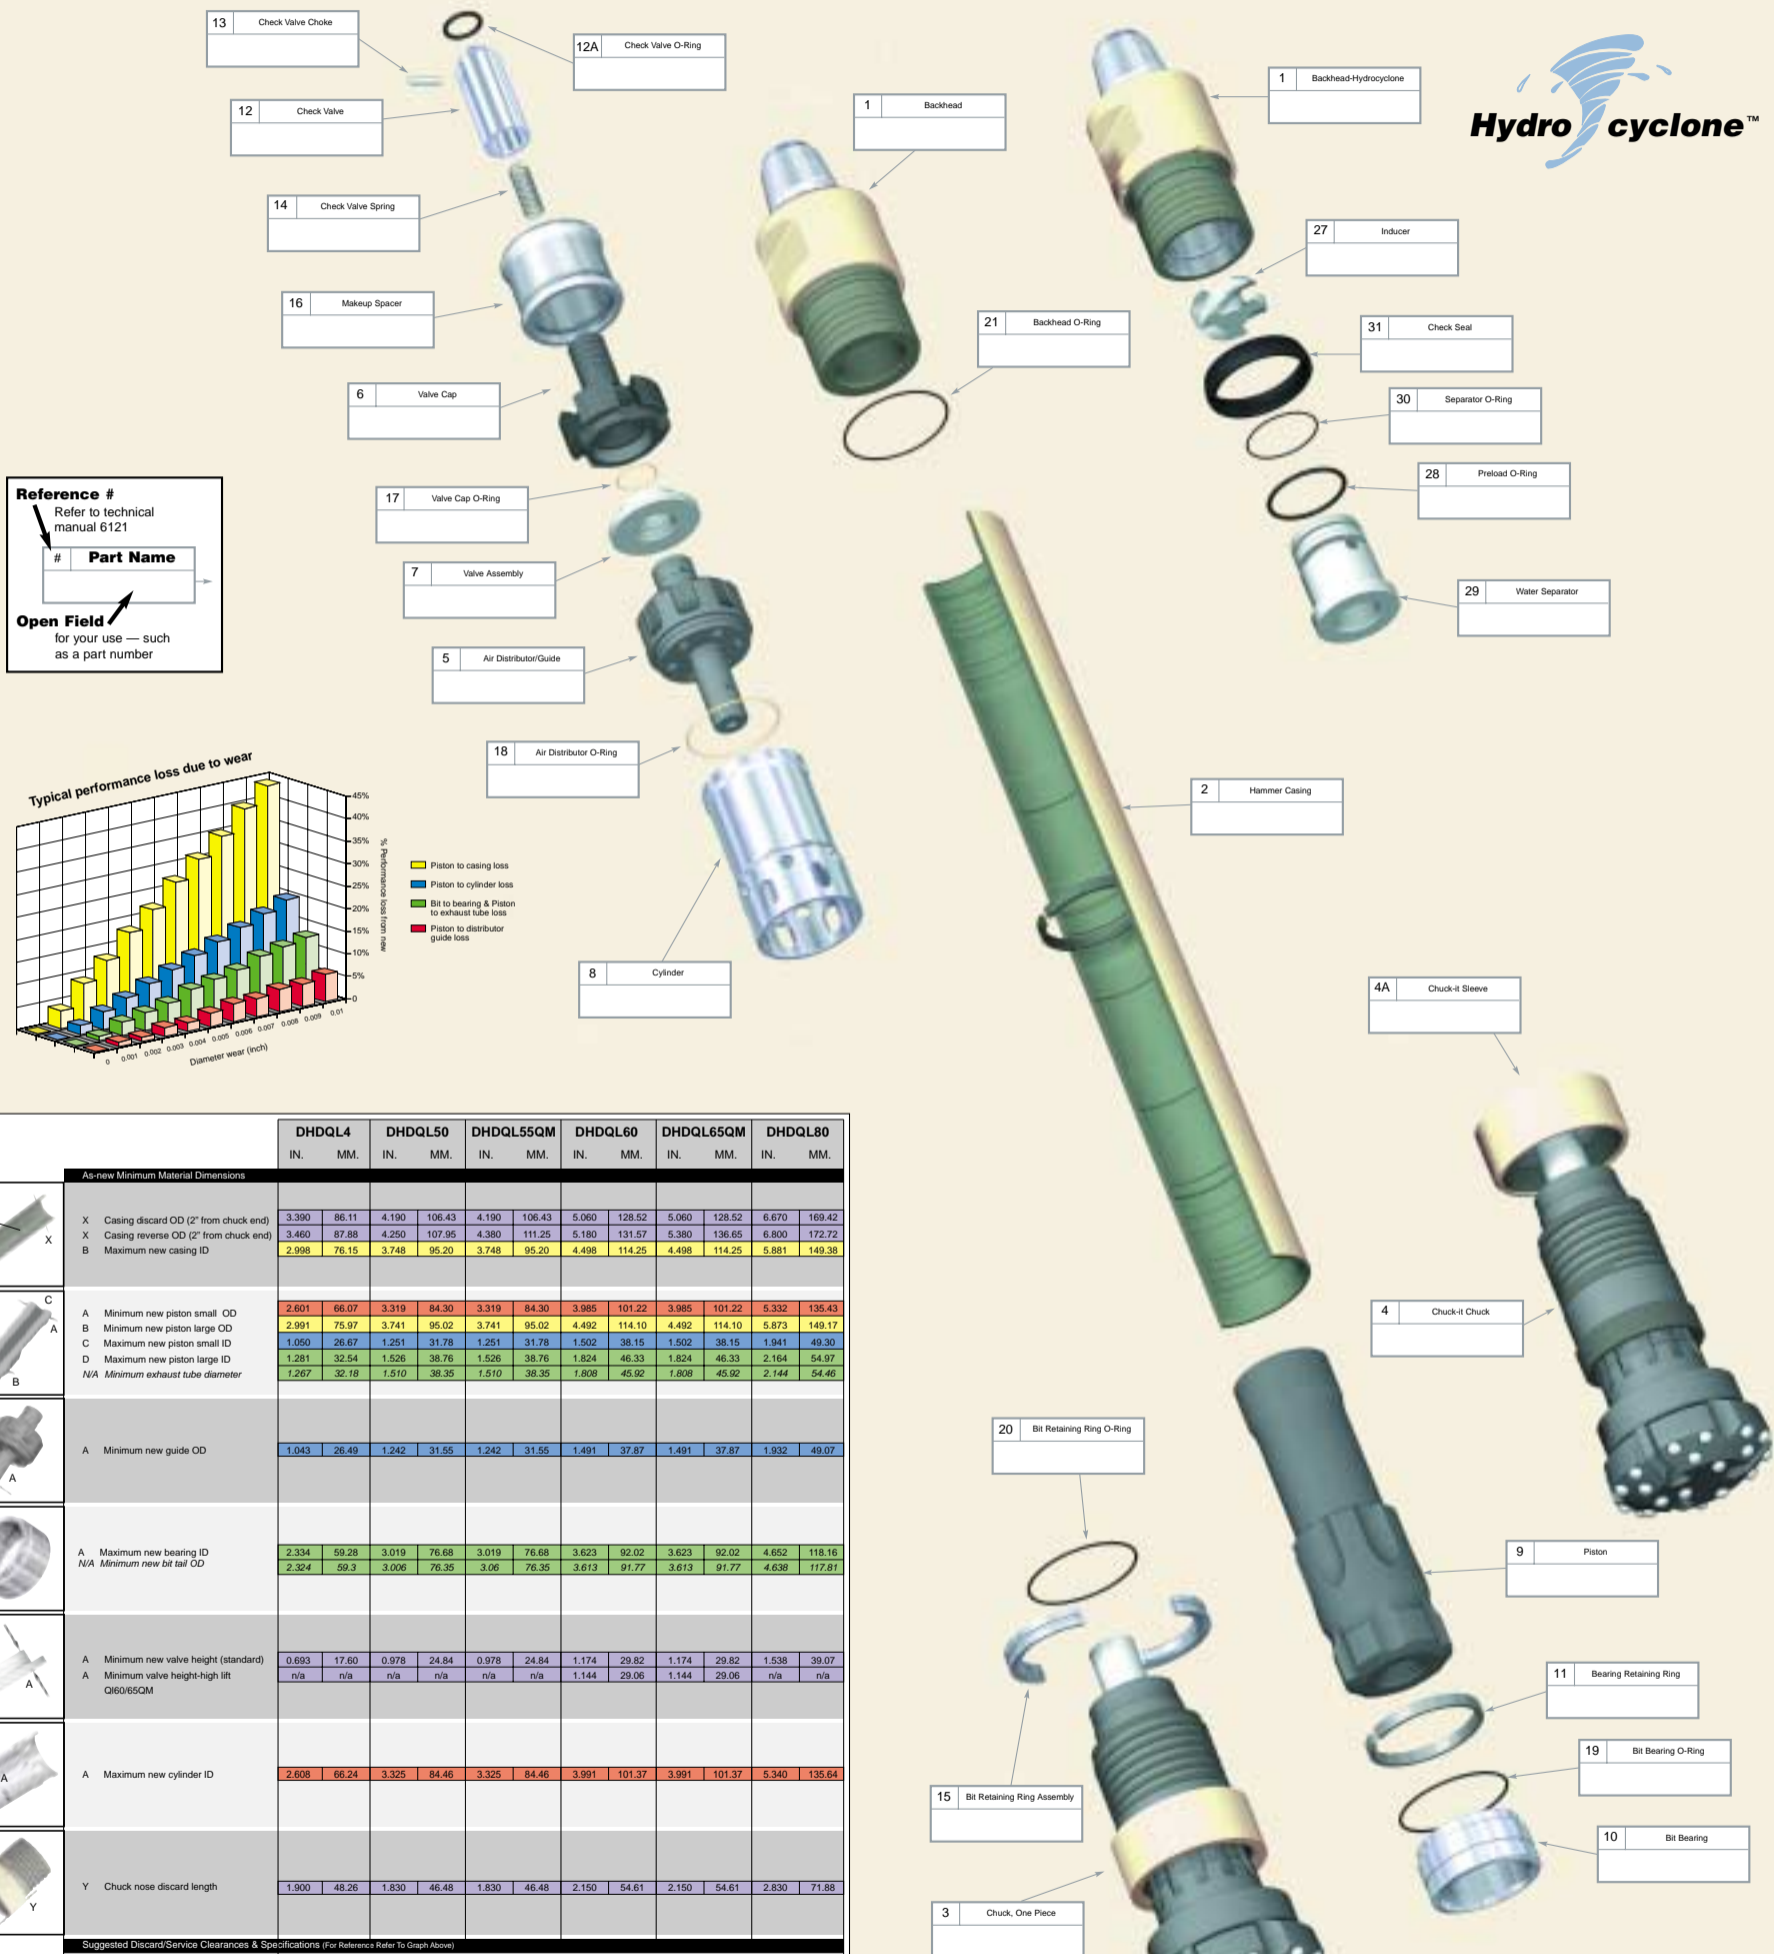 13 Check Valve Choke
12A Check Valve O-Ring
12 Check Valve
14 Check Valve Spring
16 Makeup Spacer
6 Valve Cap
17 Valve Cap O-Ring
7 Valve Assembly
5 Air Distributor/Guide
18 Air Distributor O-Ring
8 Cylinder
1 Backhead
21 Backhead O-Ring
1 Backhead-Hydrocyclone
Hydro cyclone™
27 Inducer
31 Check Seal
30 Separator O-Ring
28 Preload O-Ring
29 Water Separator
2 Hammer Casing
4A Chuck-it Sleeve
4 Chuck-it Chuck
20 Bit Retaining Ring O-Ring
9 Piston
11 Bearing Retaining Ring
19 Bit Bearing O-Ring
10 Bit Bearing
15 Bit Retaining Ring Assembly
3 Chuck, One Piece
Reference #
Refer to technical
manual 6121
# Part Name
Open Field
for your use — such
as a part number
Typical performance loss due to wear
45%
40%
35%
30%
25%
20%
15%
10%
5%
0
% Performance loss from new
0 0.001 0.002 0.003 0.004 0.005 0.006 0.007 0.008 0.009 0.01
Diameter wear (inch)
Piston to casing loss
Piston to cylinder loss
Bit to bearing & Piston
to exhaust tube loss
Piston to distributor
guide loss
DHDQL4 DHDQL50 DHDQL55QM DHDQL60 DHDQL65QM DHDQL80
IN. MM. IN. MM. IN. MM. IN. MM. IN. MM. IN. MM.
As-new Minimum Material Dimensions
X
X Casing discard OD (2" from chuck end) 3.390 86.11 4.190 106.43 4.190 106.43 5.060 128.52 5.060 128.52 6.670 169.42
X Casing reverse OD (2" from chuck end) 3.460 87.88 4.250 107.95 4.380 111.25 5.180 131.57 5.380 136.65 6.800 172.72
B Maximum new casing ID 2.998 76.15 3.748 95.20 3.748 95.20 4.498 114.25 4.498 114.25 5.881 149.38
C
A
B
A Minimum new piston small OD 2.601 66.07 3.319 84.30 3.319 84.30 3.985 101.22 3.985 101.22 5.332 135.43
B Minimum new piston large OD 2.991 75.97 3.741 95.02 3.741 95.02 4.492 114.10 4.492 114.10 5.873 149.17
C Maximum new piston small ID 1.050 26.67 1.251 31.78 1.251 31.78 1.502 38.15 1.502 38.15 1.941 49.30
D Maximum new piston large ID 1.281 32.54 1.526 38.76 1.526 38.76 1.824 46.33 1.824 46.33 2.164 54.97
N/A Minimum exhaust tube diameter 1.267 32.18 1.510 38.35 1.510 38.35 1.808 45.92 1.808 45.92 2.144 54.46
A
A Minimum new guide OD 1.043 26.49 1.242 31.55 1.242 31.55 1.491 37.87 1.491 37.87 1.932 49.07
A Maximum new bearing ID 2.334 59.28 3.019 76.68 3.019 76.68 3.623 92.02 3.623 92.02 4.652 118.16
N/A Minimum new bit tail OD 2.324 59.3 3.006 76.35 3.06 76.35 3.613 91.77 3.613 91.77 4.638 117.81
A
A Minimum new valve height (standard) 0.693 17.60 0.978 24.84 0.978 24.84 1.174 29.82 1.174 29.82 1.538 39.07
A Minimum valve height-high lift n/a n/a n/a n/a n/a n/a 1.144 29.06 1.144 29.06 n/a n/a
Ql60/65QM
A
A Maximum new cylinder ID 2.608 66.24 3.325 84.46 3.325 84.46 3.991 101.37 3.991 101.37 5.340 135.64
Y
Y Chuck nose discard length 1.900 48.26 1.830 46.48 1.830 46.48 2.150 54.61 2.150 54.61 2.830 71.88
Suggested Discard/Service Clearances & Specifications (For Reference Refer To Graph Above)